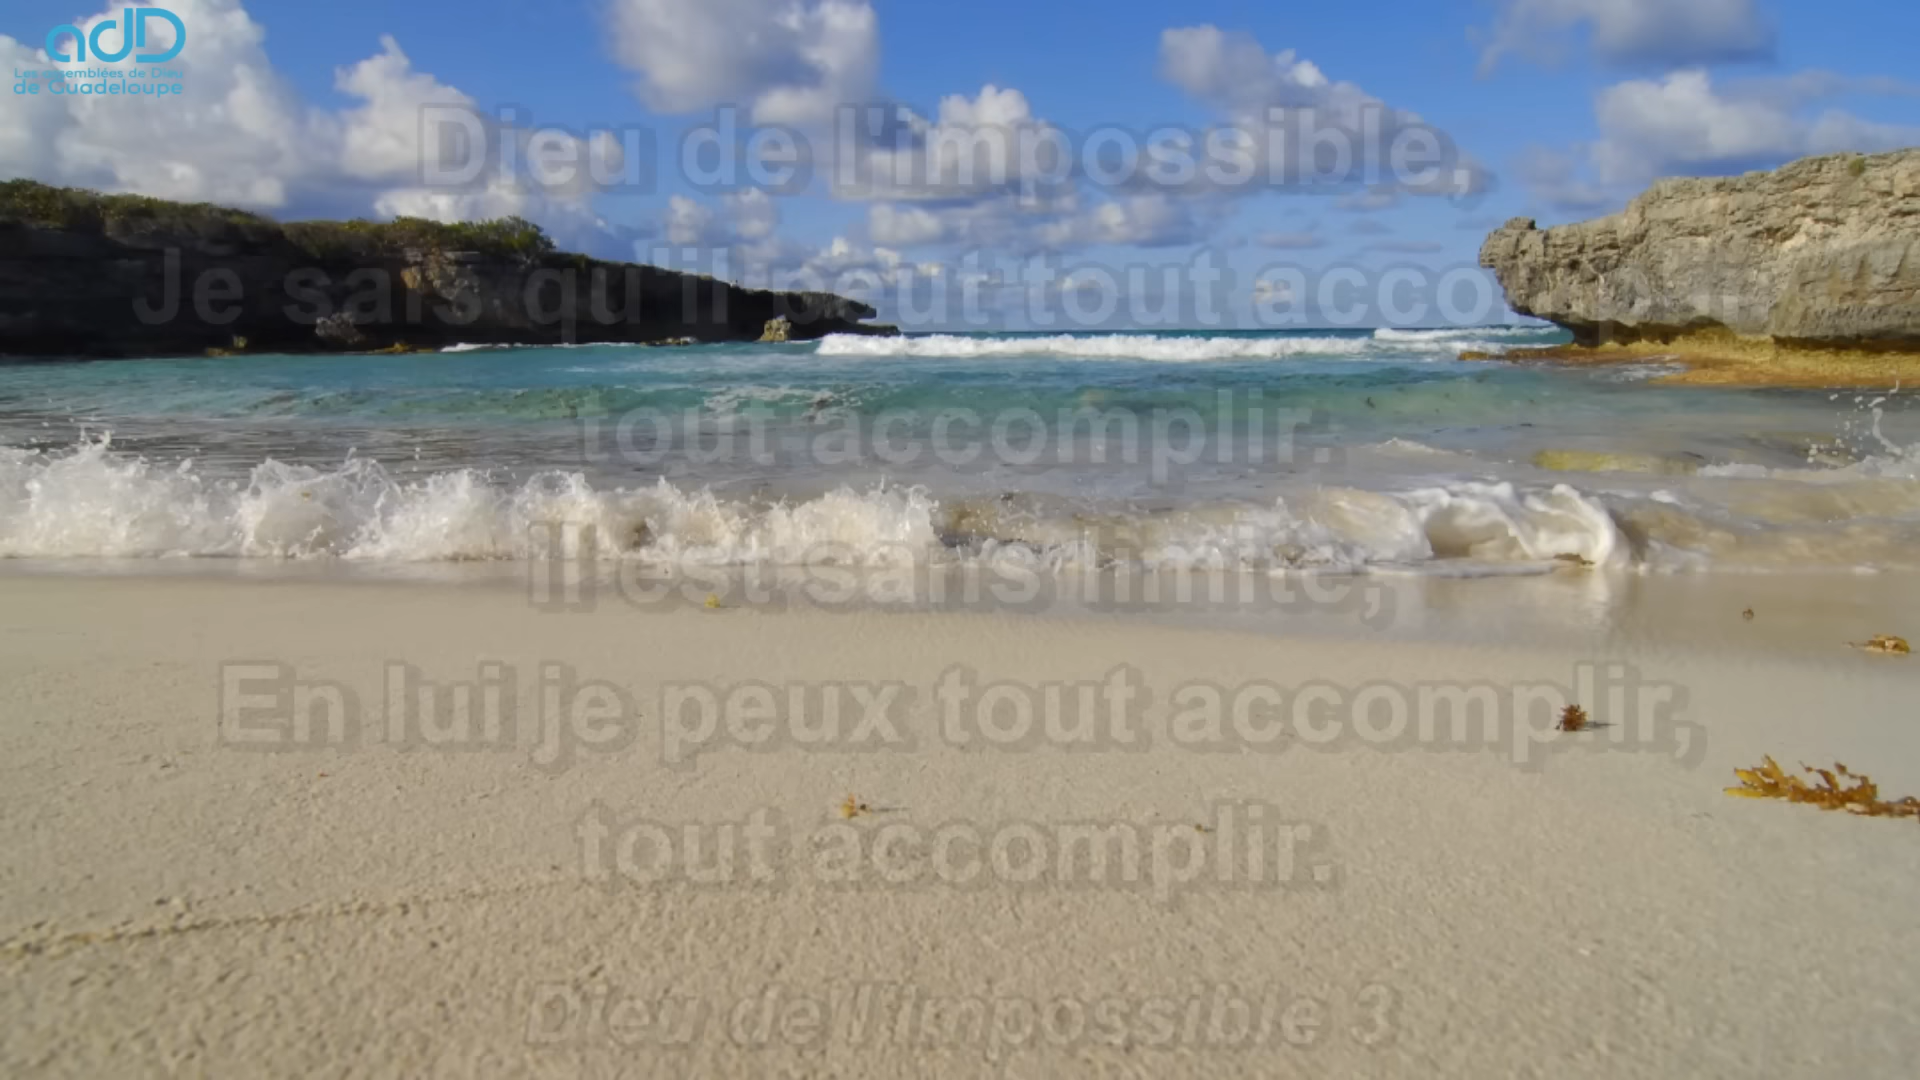 adD
Les assemblées de Dieu
de Guadeloupe
Dieu de l'impossible,
Je sais qu'il peut tout accomplir,
tout accomplir.
Il est sans limite,
En lui je peux tout accomplir,
tout accomplir.
Dieu de l'impossible 3